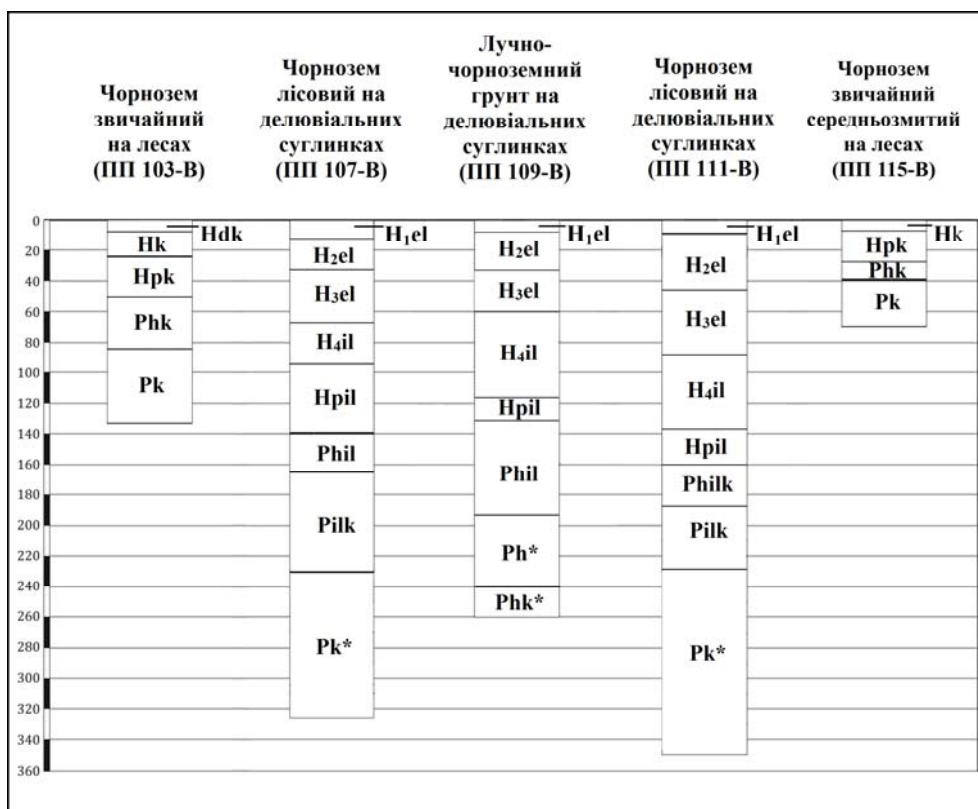 Чорнозем
звичайний
на лесах
(ПП 103-В)
Чорнозем
лісовий на
делювіальних
суглинках
(ПП 107-В)
Лучно-
чорноземний
грунт на
делювіальних
суглинках
(ПП 109-В)
Чорнозем
лісовий на
делювіальних
суглинках
(ПП 111-В)
Чорнозем
звичайний
середньозмитий
на лесах
(ПП 115-В)
0
20
40
60
80
100
120
140
160
180
200
220
240
260
280
300
320
340
360
Hdk
Hk
Hpk
Phk
Pk
H₁el
H₂el
H₃el
H₄il
Hpil
Phil
Pilk
Pk*
H₁el
H₂el
H₃el
H₄il
Hpil
Phil
Ph*
Phk*
H₁el
H₂el
H₃el
H₄il
Hpil
Philk
Pilk
Pk*
Hk
Hpk
Phk
Pk